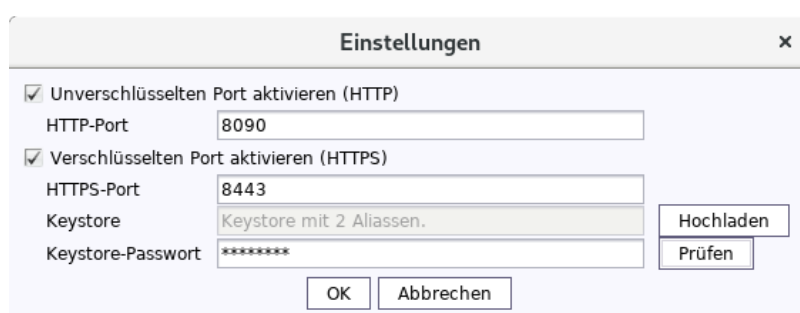 Einstellungen ×
Unverschlüsselten Port aktivieren (HTTP)
HTTP-Port 8090
Verschlüsselten Port aktivieren (HTTPS)
HTTPS-Port 8443
Keystore Keystore mit 2 Aliassen. Hochladen
Keystore-Passwort ******** Prüfen
OK Abbrechen